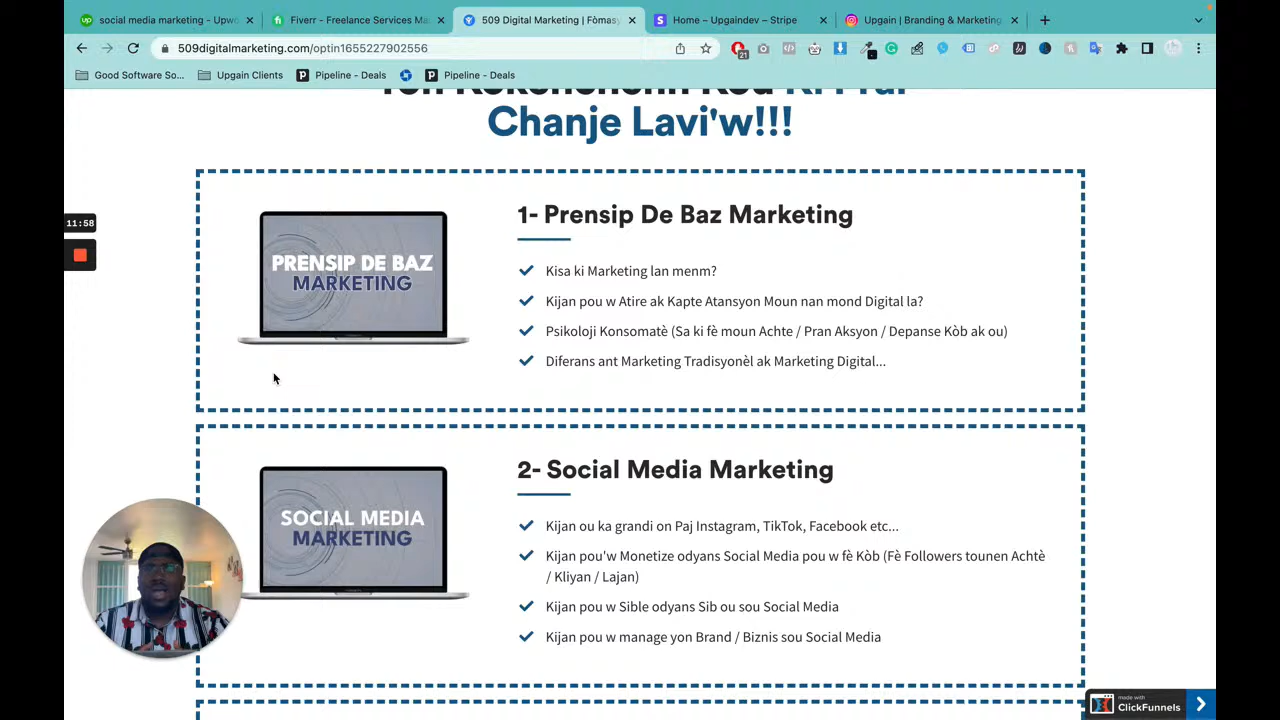 social media marketing - Upwo
Fiverr - Freelance Services Ma
509 Digital Marketing | Fòmasy
Home – Upgaindev – Stripe
Upgain | Branding & Marketing
509digitalmarketing.com/optin1655227902556
21
Good Software So...
Upgain Clients
Pipeline - Deals
Pipeline - Deals
Chanje Lavi'w!!!
11:58
PRENSIP DE BAZ
MARKETING
1- Prensip De Baz Marketing
Kisa ki Marketing lan menm?
Kijan pou w Atire ak Kapte Atansyon Moun nan mond Digital la?
Psikoloji Konsomatè (Sa ki fè moun Achte / Pran Aksyon / Depanse Kòb ak ou)
Diferans ant Marketing Tradisyonèl ak Marketing Digital...
SOCIAL MEDIA
MARKETING
2- Social Media Marketing
Kijan ou ka grandi on Paj Instagram, TikTok, Facebook etc...
Kijan pou'w Monetize odyans Social Media pou w fè Kòb (Fè Followers tounen Achtè
/ Kliyan / Lajan)
Kijan pou w Sible odyans Sib ou sou Social Media
Kijan pou w manage yon Brand / Biznis sou Social Media
made with
ClickFunnels